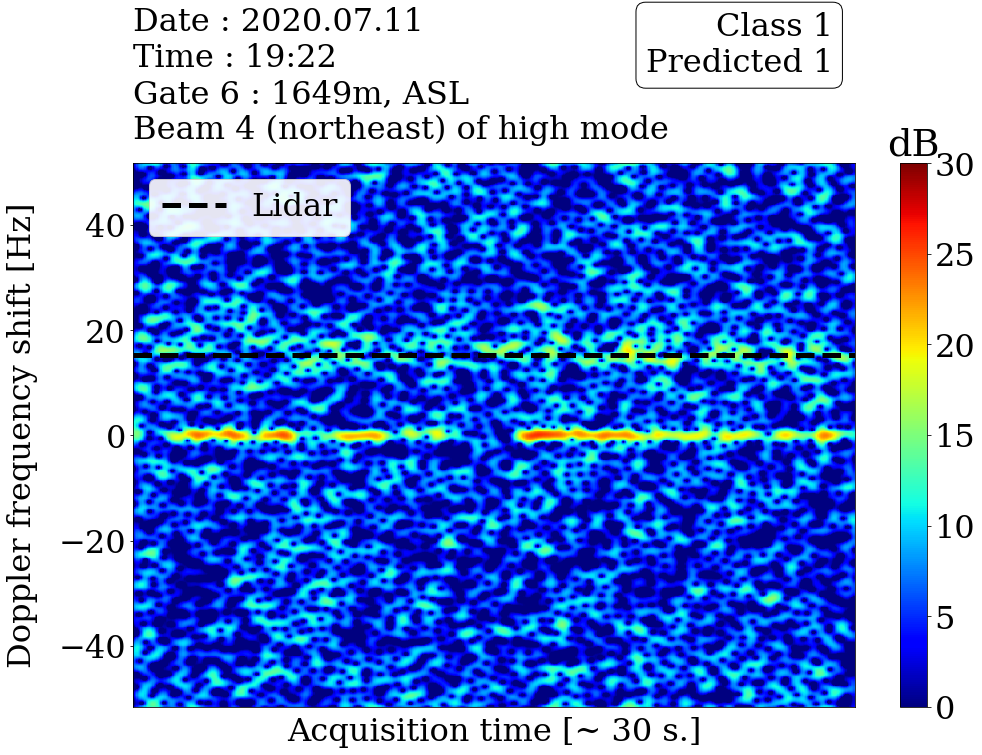 Date : 2020.07.11
Time : 19:22
Gate 6 : 1649m, ASL
Beam 4 (northeast) of high mode
Class 1
Predicted 1
dB
Lidar
Doppler frequency shift [Hz]
40
20
0
−20
−40
30
25
20
15
10
5
0
Acquisition time [~ 30 s.]